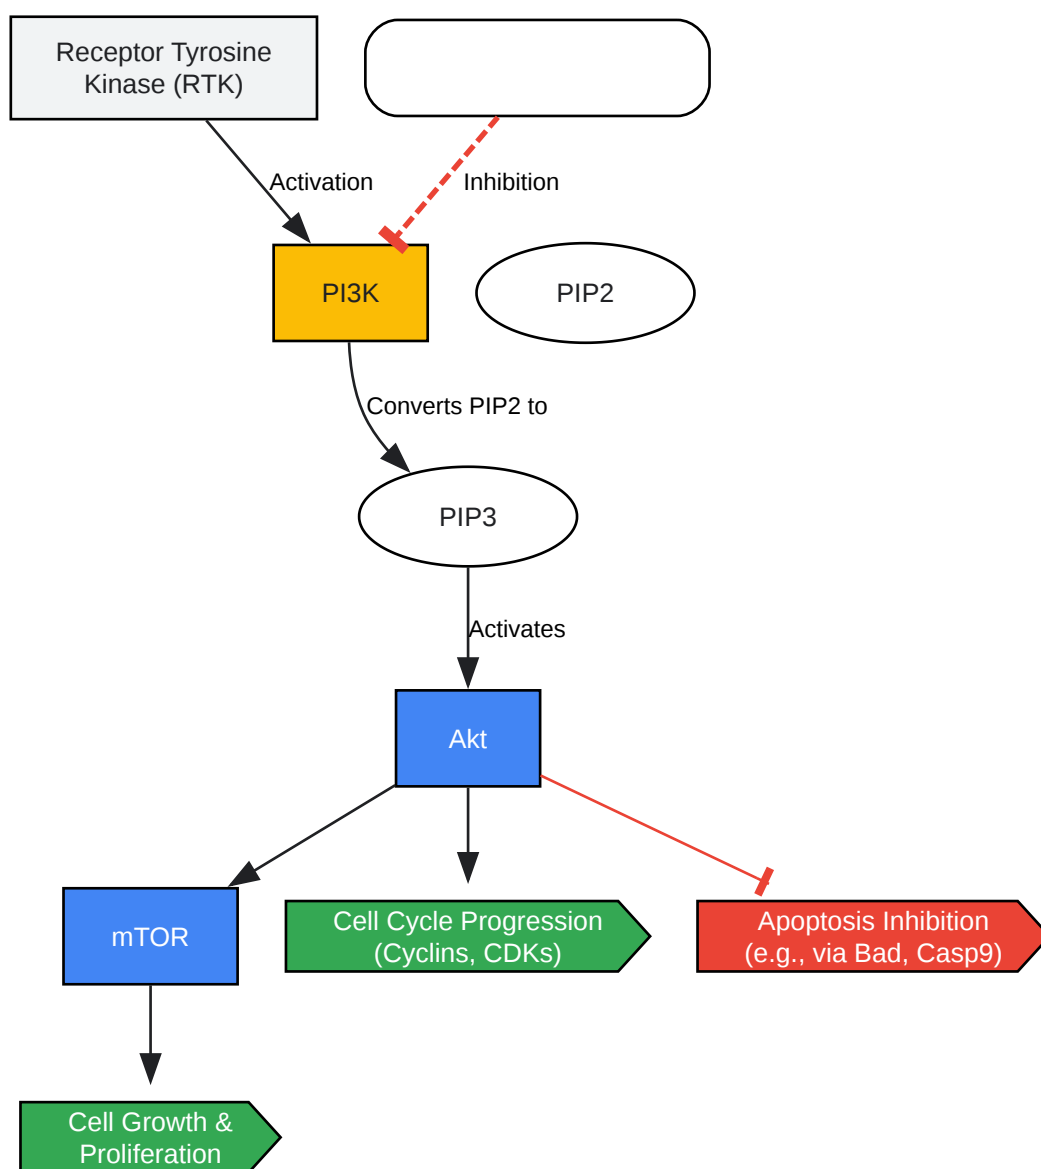 Receptor Tyrosine
Kinase (RTK)
Activation
Inhibition
PI3K
PIP2
Converts PIP2 to
PIP3
Activates
Akt
mTOR
Cell Cycle Progression
(Cyclins, CDKs)
Apoptosis Inhibition
(e.g., via Bad, Casp9)
Cell Growth &
Proliferation